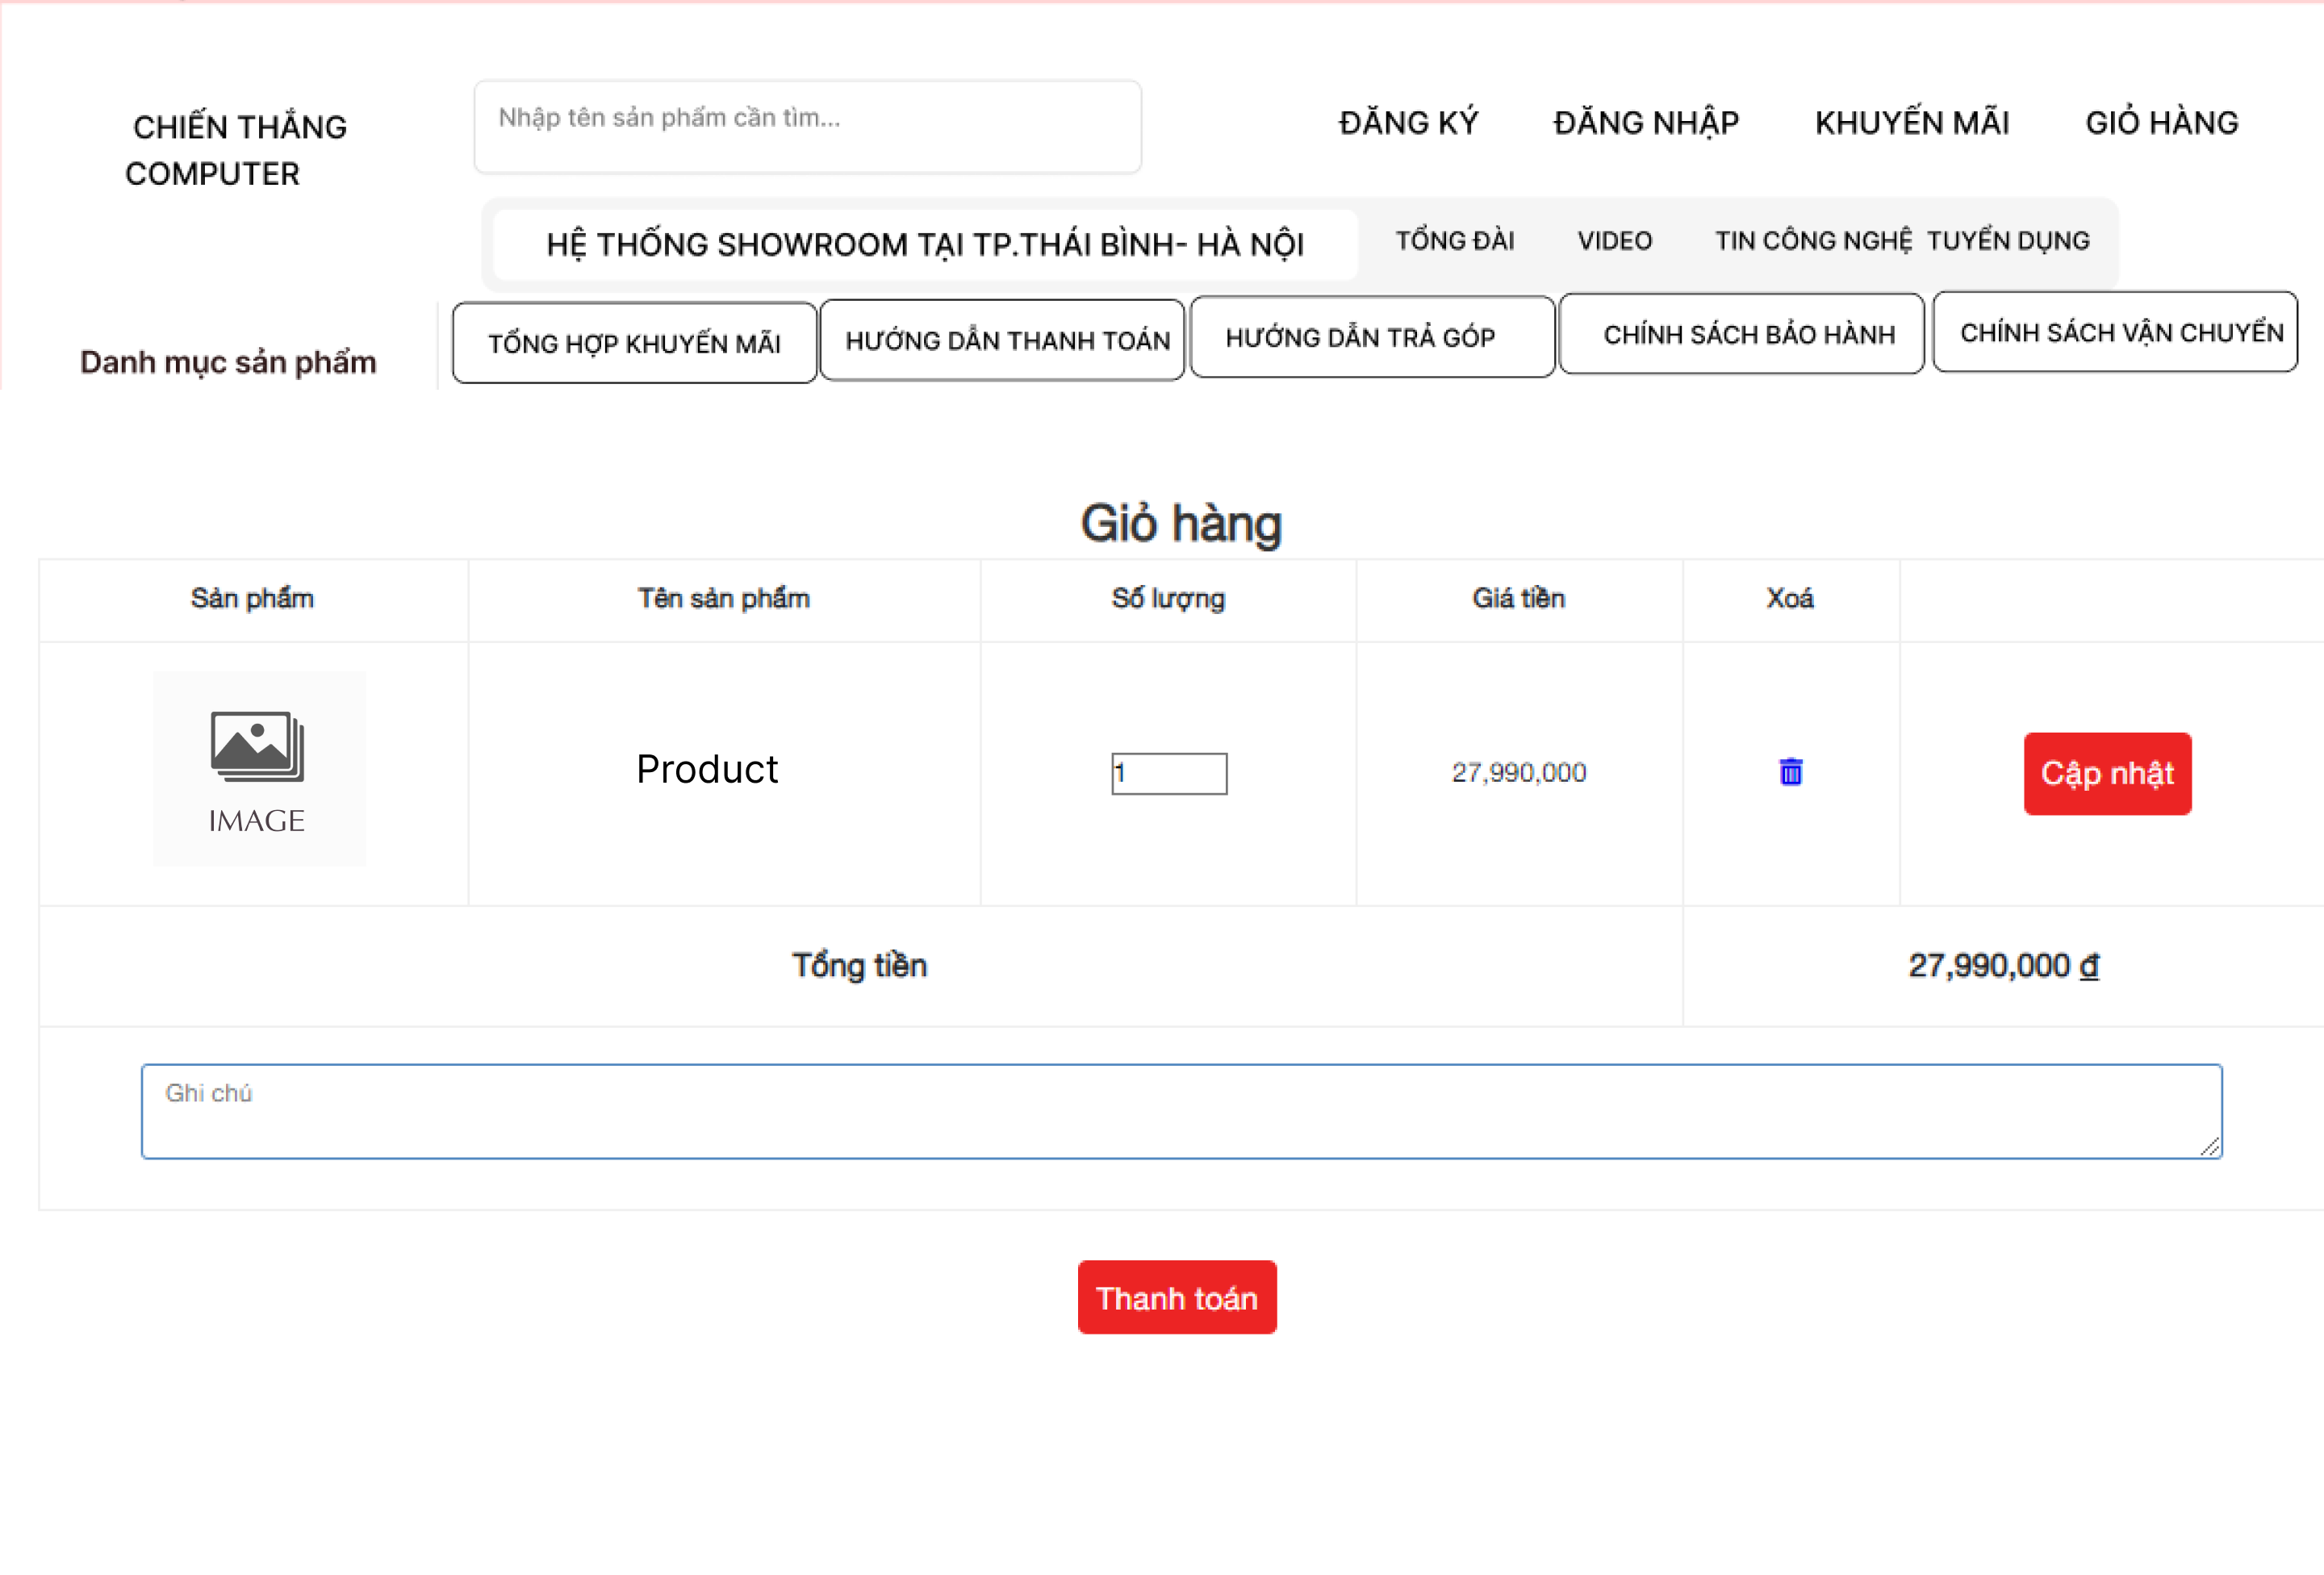 CHIẾN THẮNG
COMPUTER
Nhập tên sản phẩm cần tìm...
ĐĂNG KÝ
ĐĂNG NHẬP
KHUYẾN MÃI
GIỎ HÀNG
HỆ THỐNG SHOWROOM TẠI TP.THÁI BÌNH- HÀ NỘI
TỔNG ĐÀI
VIDEO
TIN CÔNG NGHỆ
TUYỂN DỤNG
Danh mục sản phẩm
TỔNG HỢP KHUYẾN MÃI
HƯỚNG DẪN THANH TOÁN
HƯỚNG DẪN TRẢ GÓP
CHÍNH SÁCH BẢO HÀNH
CHÍNH SÁCH VẬN CHUYỂN
Giỏ hàng
Sản phẩm
Tên sản phẩm
Số lượng
Giá tiền
Xoá
IMAGE
Product
1
27,990,000
Cập nhật
Tổng tiền
27,990,000 đ
Ghi chú
Thanh toán